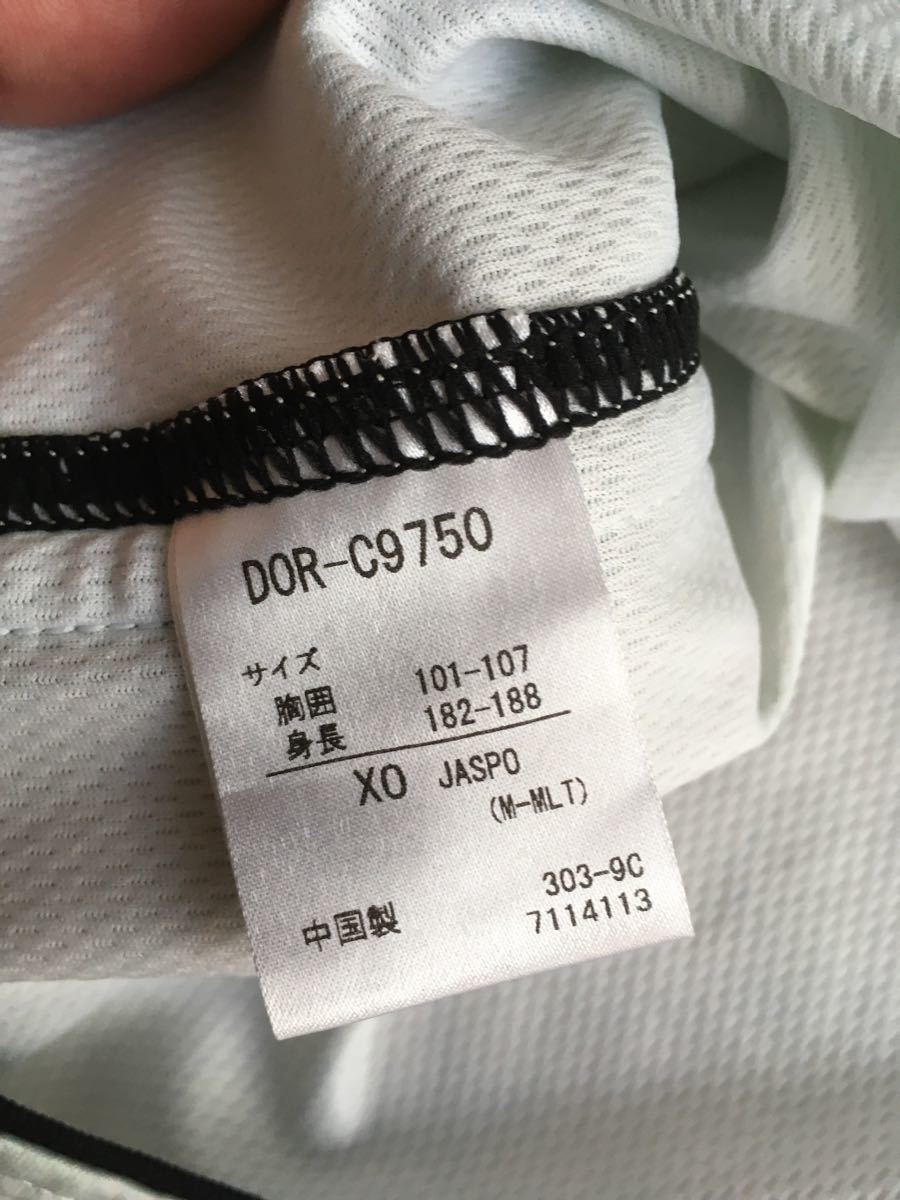 DOR-C9750
サイズ
胸囲 101-107
身長 182-188
XO JASPO
(M-MLT)
303-9C
中国製 7114113